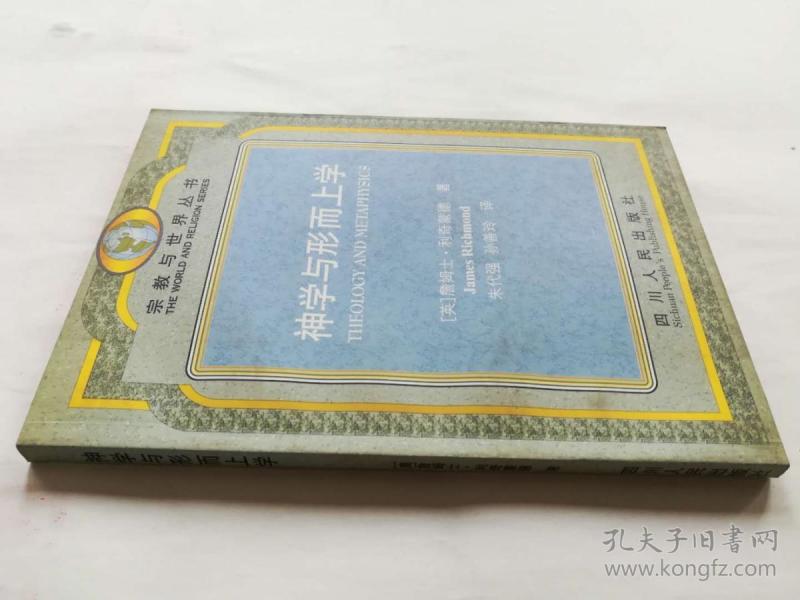 宗教与世界丛书
THE WORLD AND RELIGION SERIES
神学与形而上学
THEOLOGY AND METAPHYSICS
[英]詹姆士·利奇蒙德 著
James Richmond
朱代强 孙善玲 译
四川人民出版社
Sichuan People's Publishing House
神学与形而上学
[英]詹姆士·利奇蒙德 著
四川人民出版社
孔夫子旧书网
www.kongfz.com